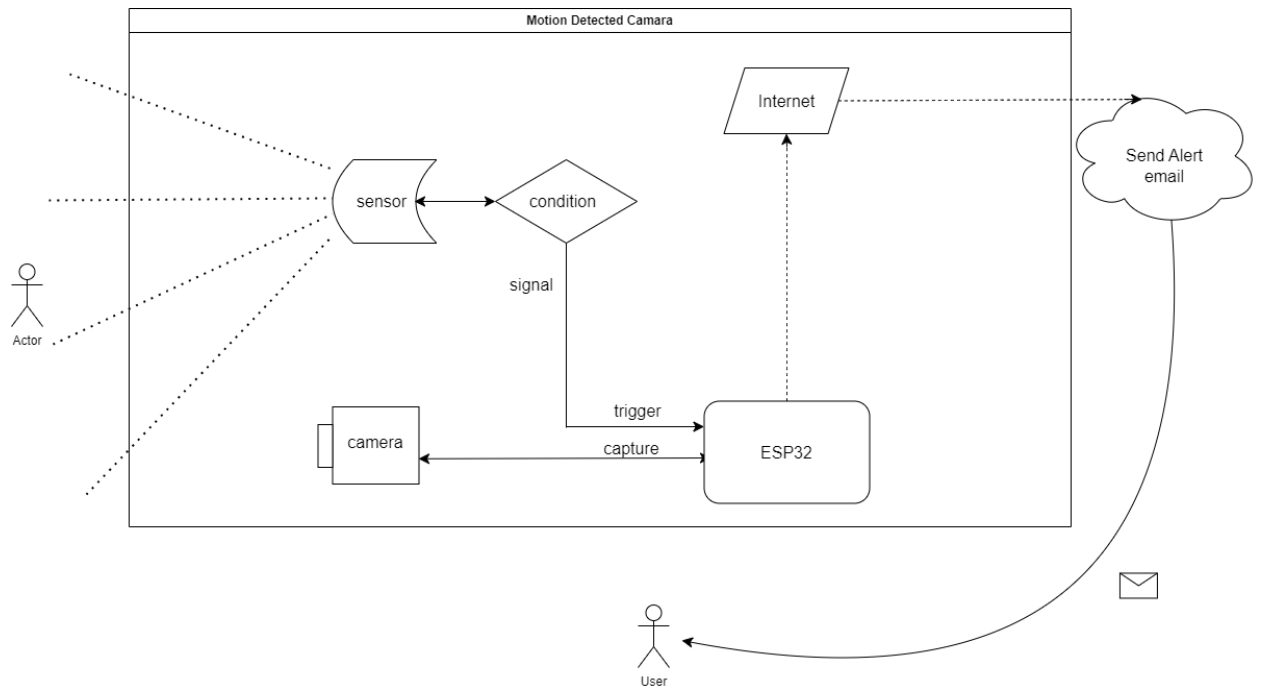 Motion Detected Camara
Internet
Send Alert
email
sensor
condition
signal
Actor
trigger
camera
capture
ESP32
User